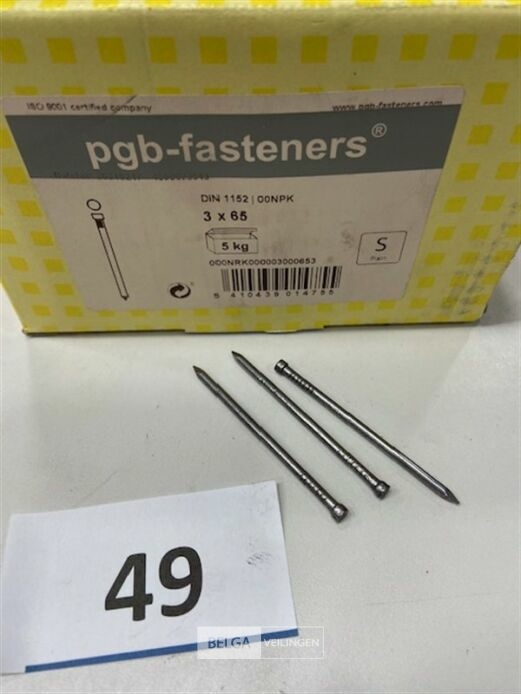 ISO 9001 certified company
www.pgb-fasteners.com
pgb-fasteners®
DIN 1152 | 00NPK
3 x 65
5 kg
S
Plain
000NRK000003000653
5 410439 014755
49
BELGA VEILINGEN